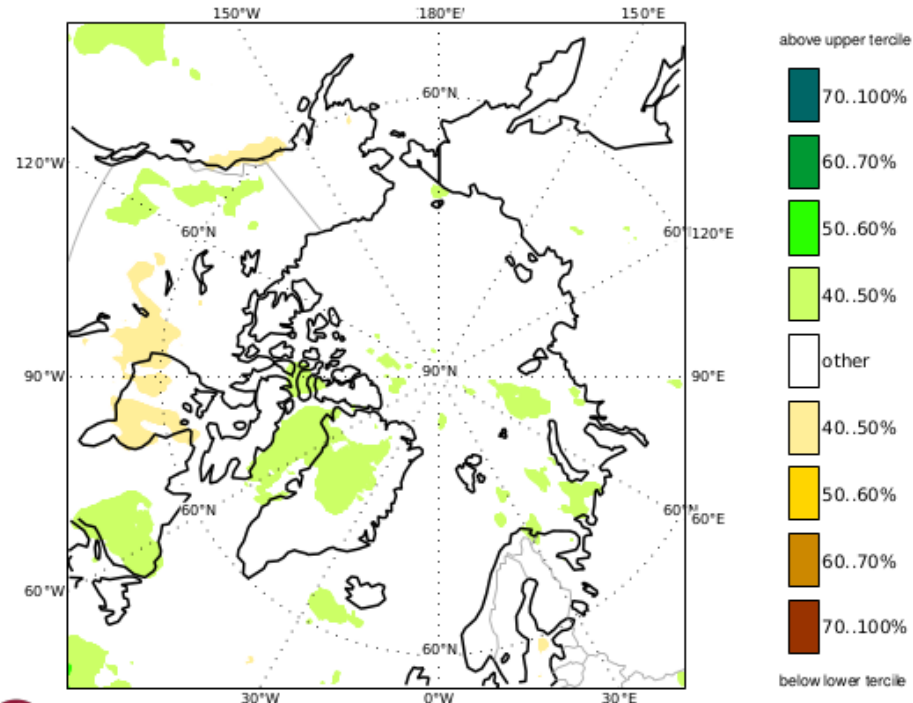 150°W 180°E 150°E
above upper tercile
60°N
70..100%
120°W
60..70%
60°N 60° 120°E
50..60%
40..50%
other
90°W 90°N 90°E
40..50%
50..60%
60°N 60°N 60°E
60..70%
60°W
70..100%
60°N
below lower tercile
30°W 0°W 30°E